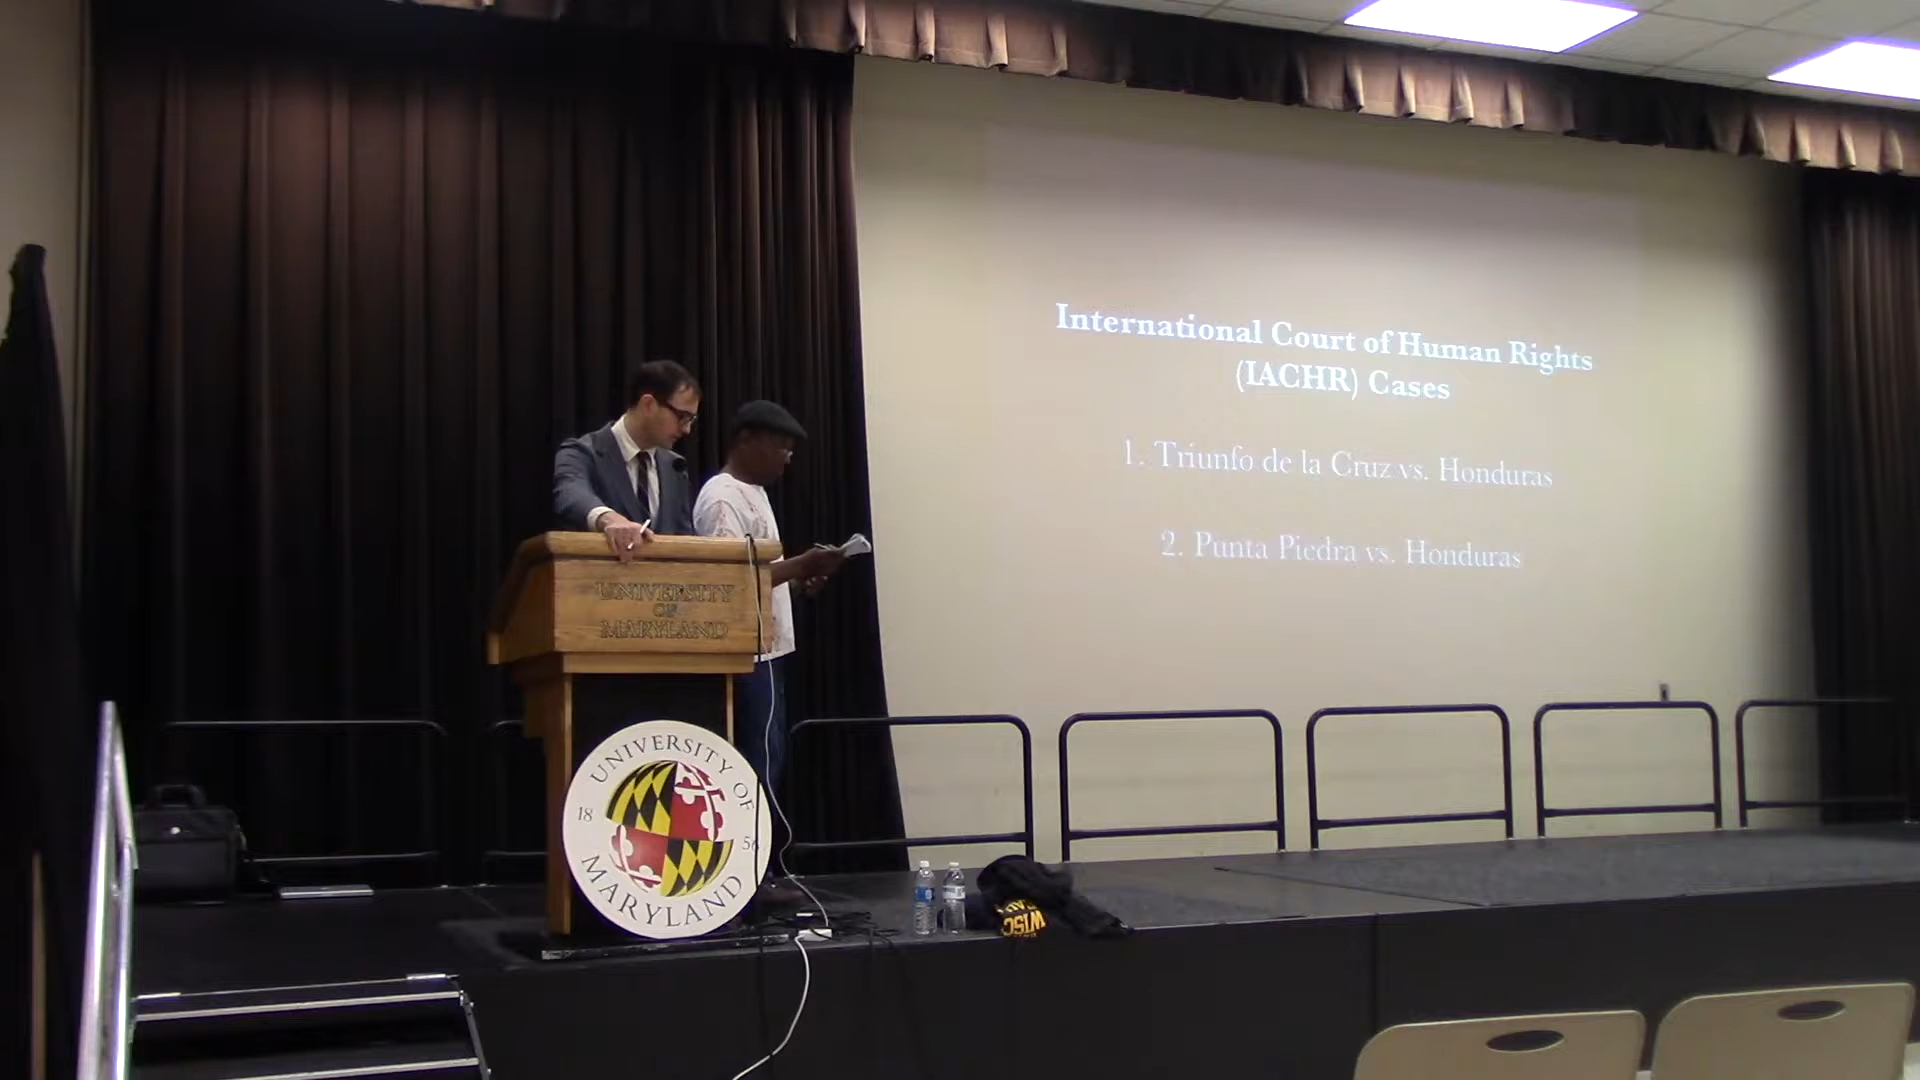 International Court of Human Rights
(IACHR) Cases
1. Triunfo de la Cruz vs. Honduras
2. Punta Piedra vs. Honduras
UNIVERSITY
OF
MARYLAND
UNIVERSITY OF
18 56
MARYLAND
WISC